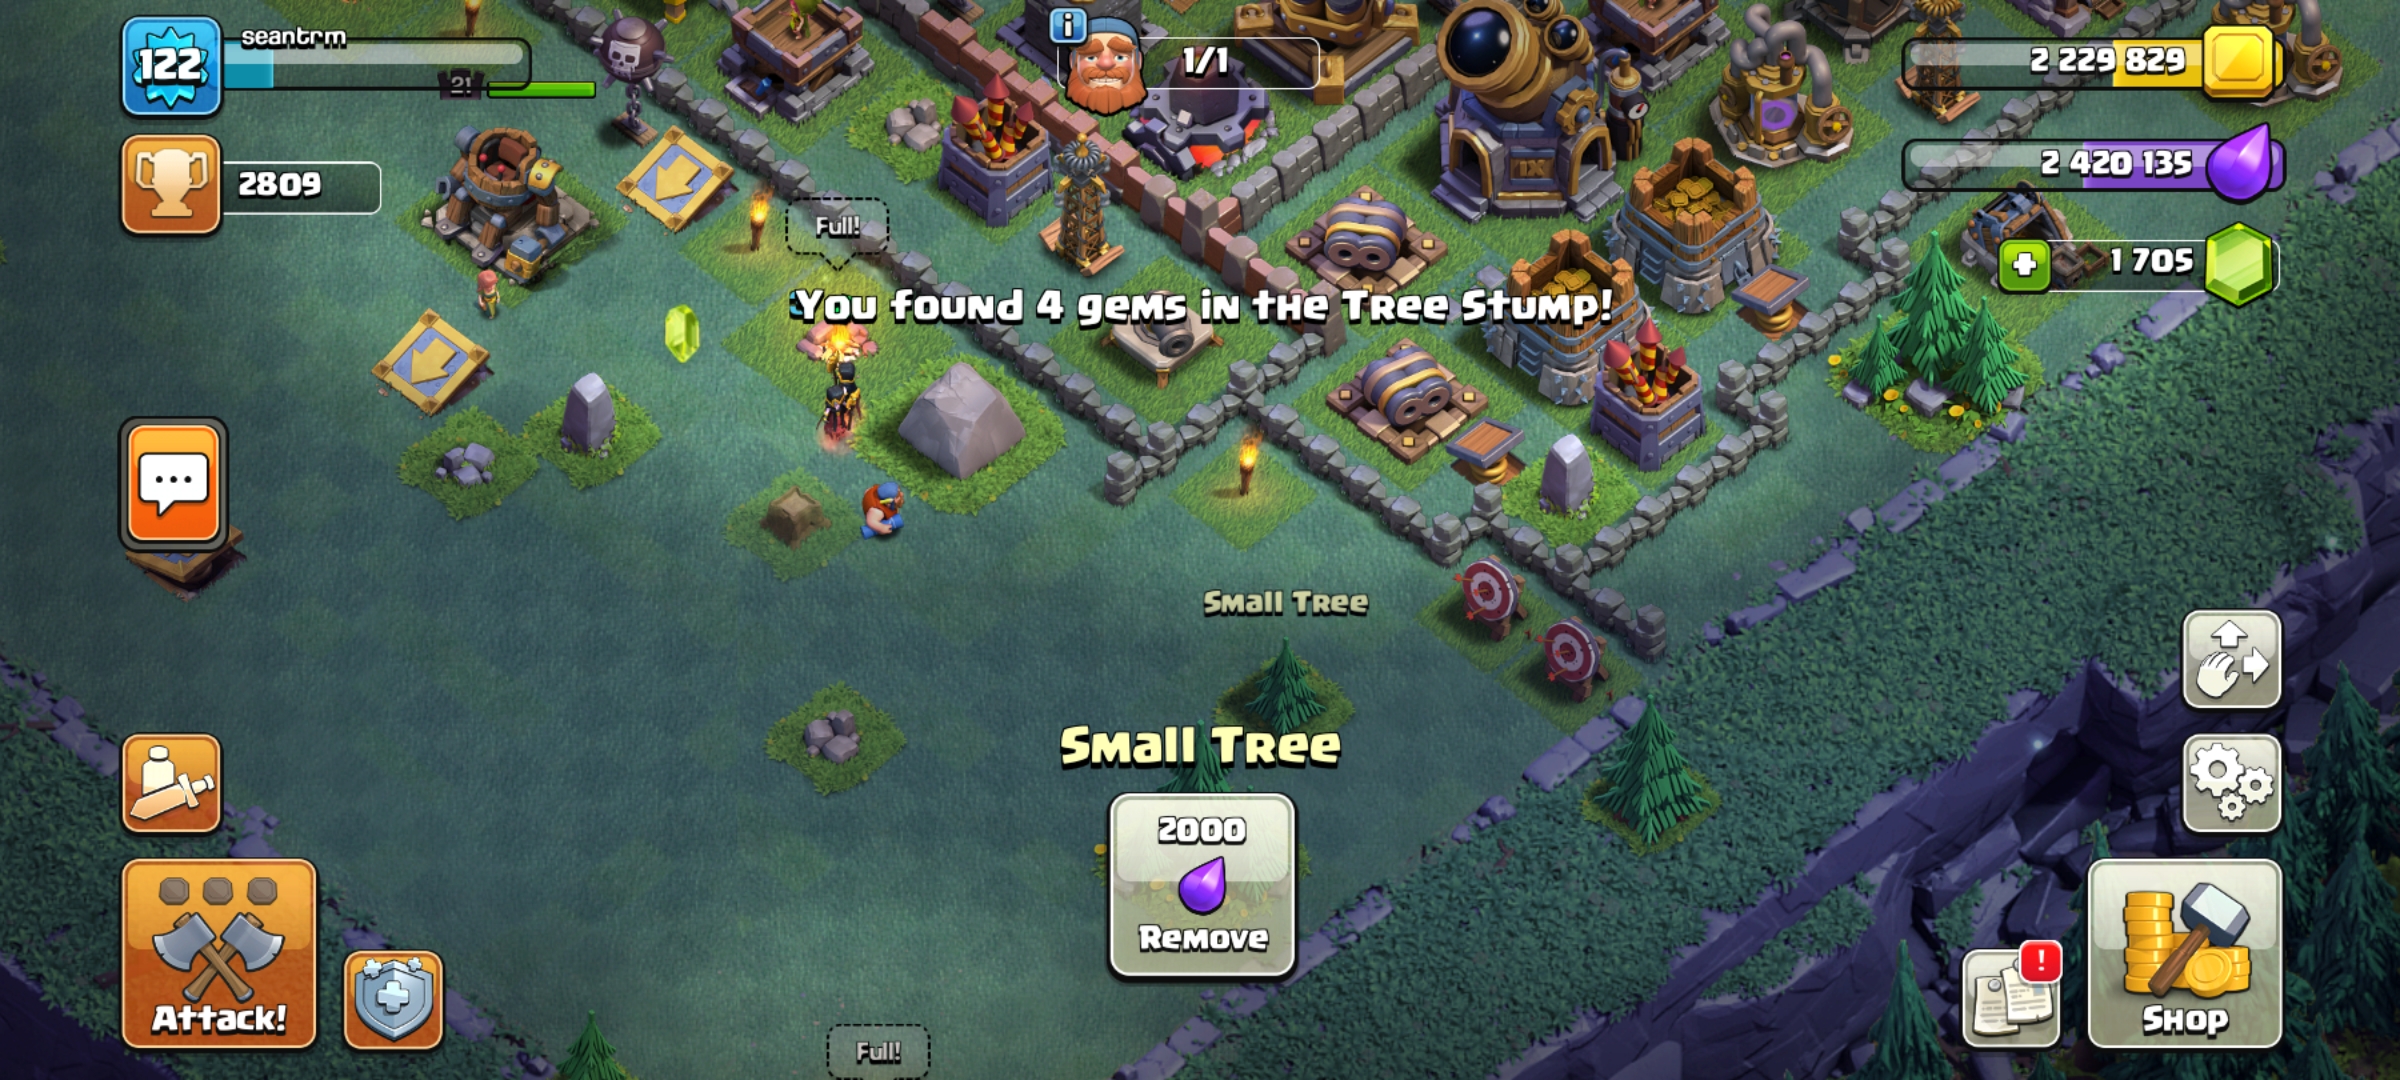 122
seantrm
21
2809
i
1/1
2 229 829
2 420 135
1 705
Full!
You found 4 gems in the Tree Stump!
IX
Small Tree
Small Tree
2000
Remove
Attack!
Full!
!
Shop